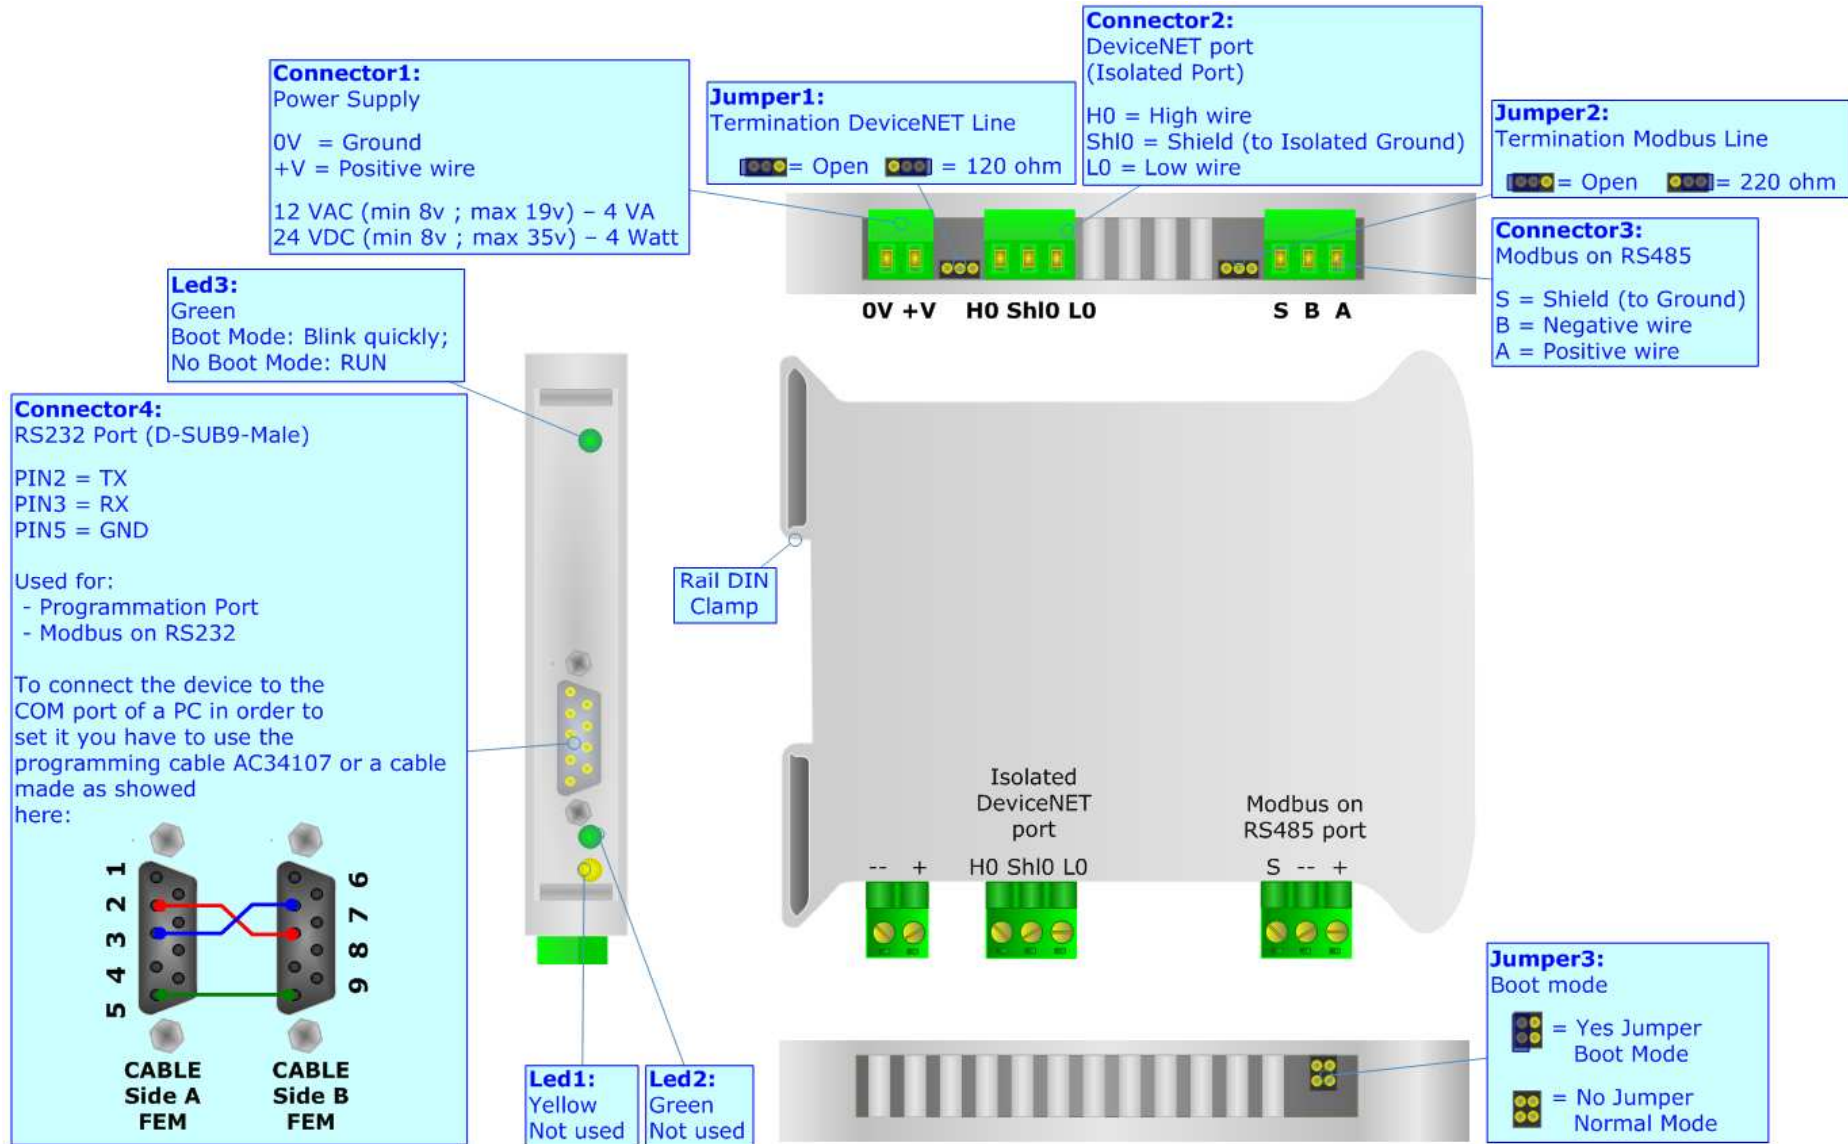 Connector1:
Power Supply
0V = Ground
+V = Positive wire
12 VAC (min 8v ; max 19v) – 4 VA
24 VDC (min 8v ; max 35v) – 4 Watt
Jumper1:
Termination DeviceNET Line
= Open = 120 ohm
Connector2:
DeviceNET port
(Isolated Port)
H0 = High wire
Shl0 = Shield (to Isolated Ground)
L0 = Low wire
Jumper2:
Termination Modbus Line
= Open = 220 ohm
Connector3:
Modbus on RS485
S = Shield (to Ground)
B = Negative wire
A = Positive wire
0V +V H0 Shl0 L0 S B A
Led3:
Green
Boot Mode: Blink quickly;
No Boot Mode: RUN
Connector4:
RS232 Port (D-SUB9-Male)
PIN2 = TX
PIN3 = RX
PIN5 = GND
Used for:
- Programmation Port
- Modbus on RS232
To connect the device to the
COM port of a PC in order to
set it you have to use the
programming cable AC34107 or a cable
made as showed
here:
1
2
3
4
5
6
7
8
9
CABLE
Side A
FEM
CABLE
Side B
FEM
Rail DIN
Clamp
Isolated
DeviceNET
port
Modbus on
RS485 port
-- + H0 Shl0 L0 S -- +
Led1:
Yellow
Not used
Led2:
Green
Not used
Jumper3:
Boot mode
= Yes Jumper
Boot Mode
= No Jumper
Normal Mode